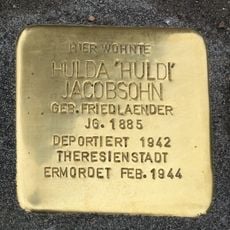 HIER WOHNTE
HULDA "HULDI"
JACOBSOHN
GEB. FRIEDLAENDER
JG. 1885
DEPORTIERT 1942
THERESIENSTADT
ERMORDET FEB. 1944